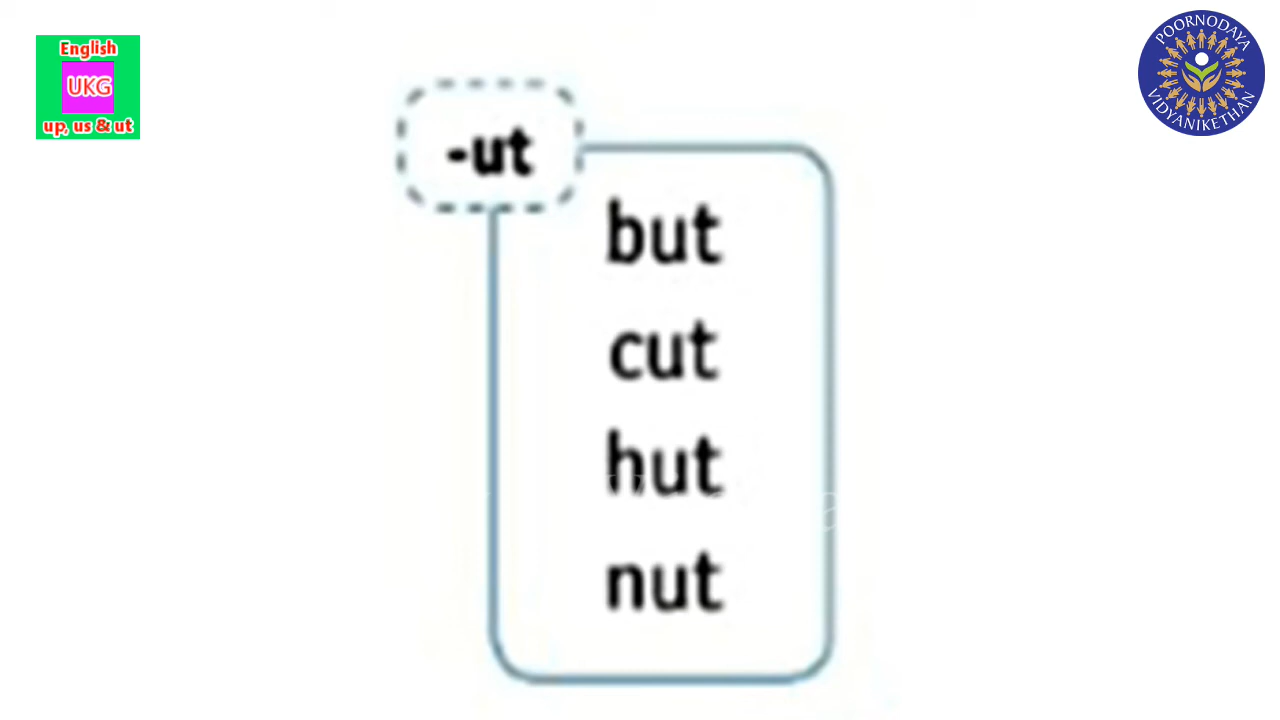 English
UKG
up, us & ut
POORNODAYA
VIDYANIKETHAN
-ut
but
cut
hut
nut